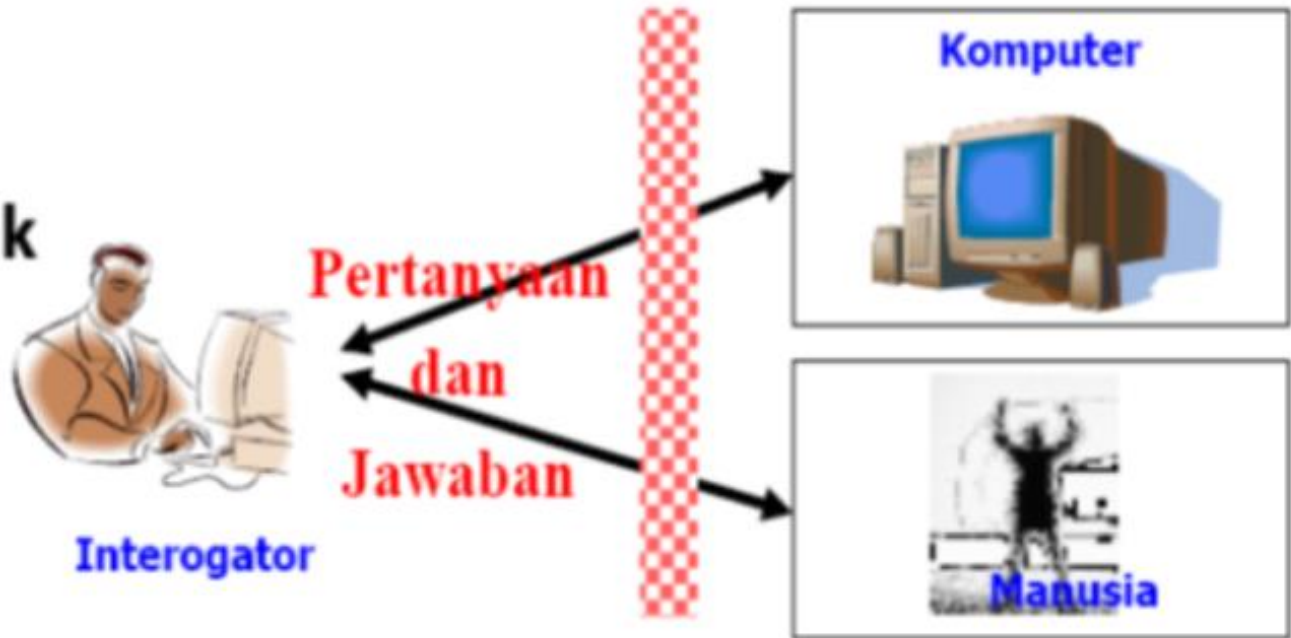 Komputer
k
Pertanyaan
dan
Jawaban
Interogator
Manusia